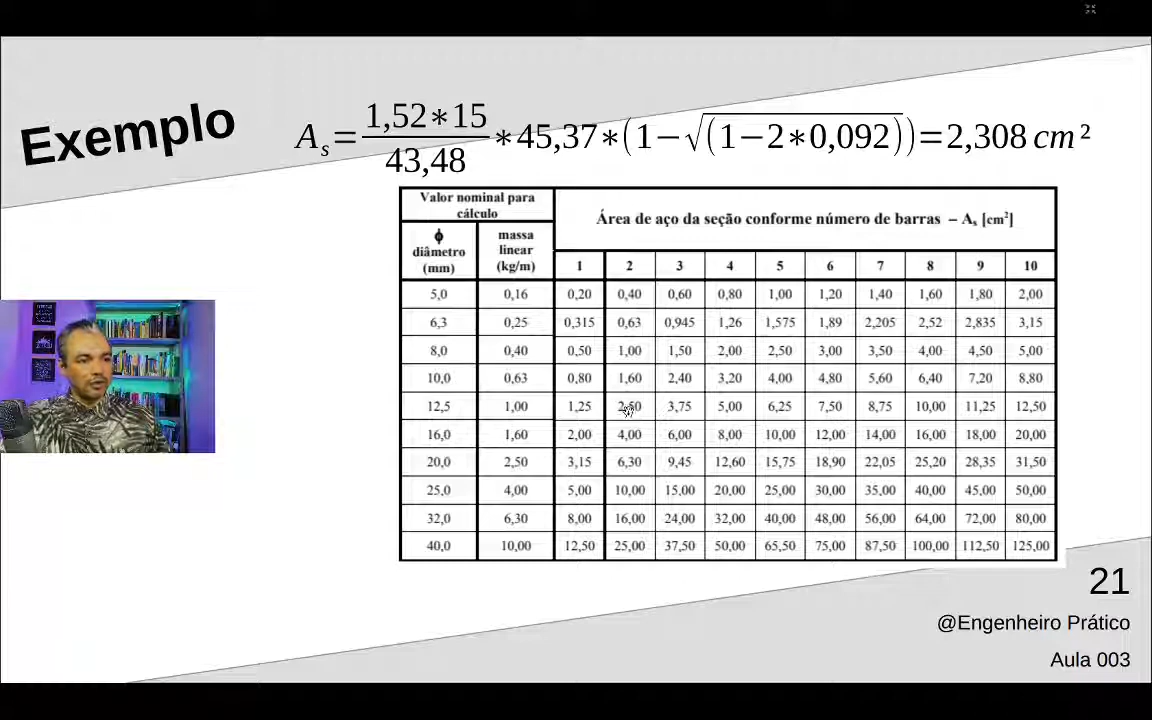 Exemplo
A s = 1,52*15 / 43,48 *45,37*(1−√(1−2*0,092))=2,308 cm²
Valor nominal para cálculo
Área de aço da seção conforme número de barras – As [cm²]
ϕ diâmetro (mm)
massa linear (kg/m)
1 2 3 4 5 6 7 8 9 10
5,0 0,16 0,20 0,40 0,60 0,80 1,00 1,20 1,40 1,60 1,80 2,00
6,3 0,25 0,315 0,63 0,945 1,26 1,575 1,89 2,205 2,52 2,835 3,15
8,0 0,40 0,50 1,00 1,50 2,00 2,50 3,00 3,50 4,00 4,50 5,00
10,0 0,63 0,80 1,60 2,40 3,20 4,00 4,80 5,60 6,40 7,20 8,80
12,5 1,00 1,25 2,50 3,75 5,00 6,25 7,50 8,75 10,00 11,25 12,50
16,0 1,60 2,00 4,00 6,00 8,00 10,00 12,00 14,00 16,00 18,00 20,00
20,0 2,50 3,15 6,30 9,45 12,60 15,75 18,90 22,05 25,20 28,35 31,50
25,0 4,00 5,00 10,00 15,00 20,00 25,00 30,00 35,00 40,00 45,00 50,00
32,0 6,30 8,00 16,00 24,00 32,00 40,00 48,00 56,00 64,00 72,00 80,00
40,0 10,00 12,50 25,00 37,50 50,00 65,50 75,00 87,50 100,00 112,50 125,00
21
@Engenheiro Prático
Aula 003